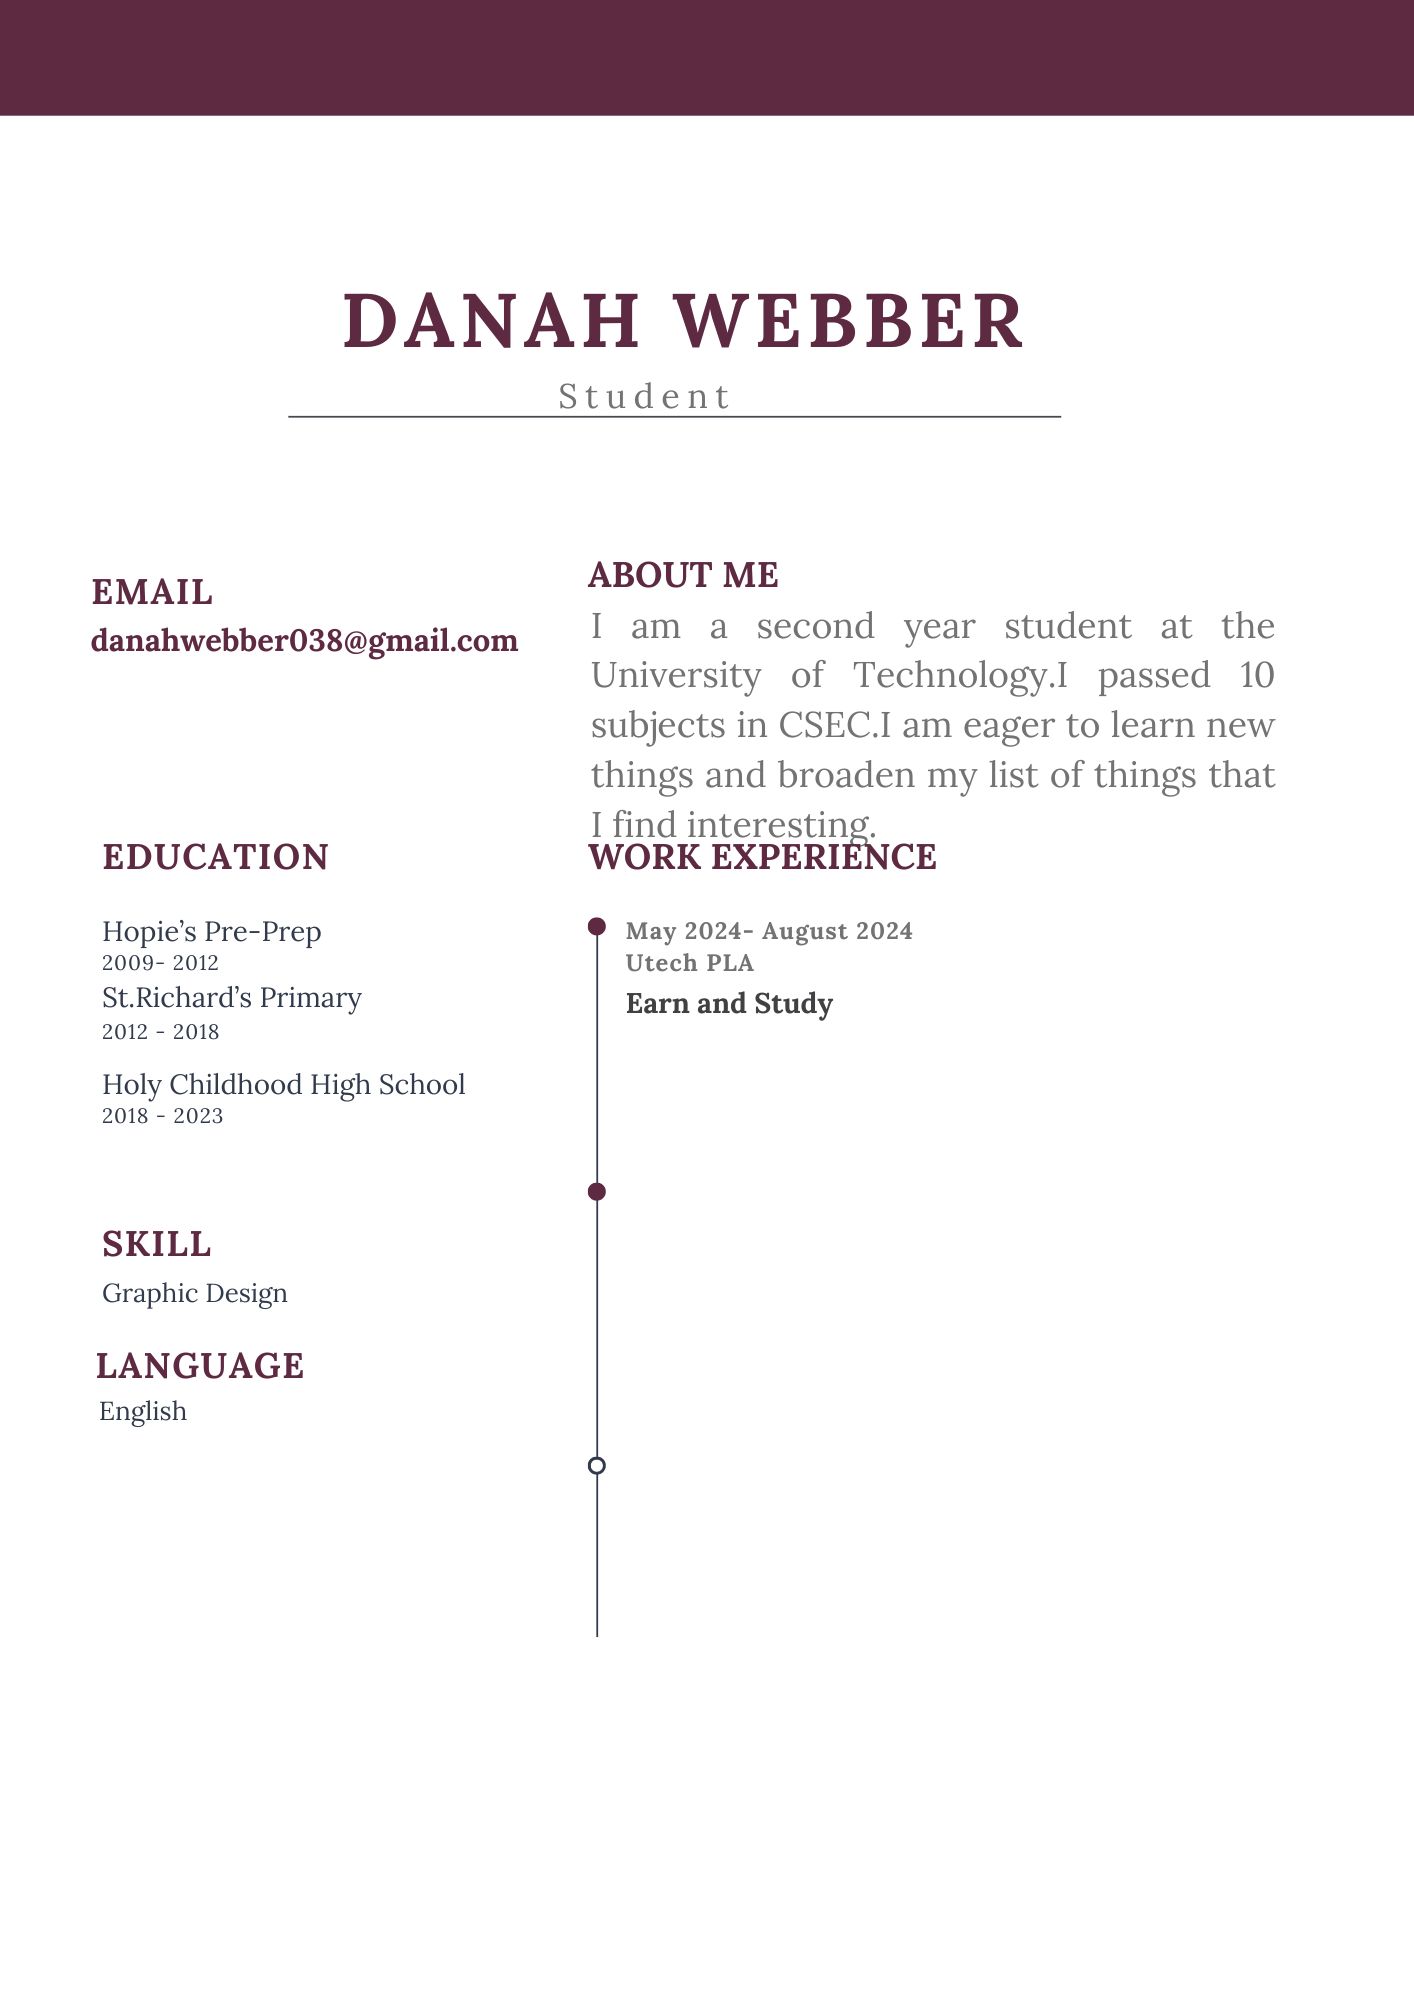 DANAH WEBBER
Student
EMAIL
danahwebber038@gmail.com
ABOUT ME
I am a second year student at the
University of Technology.I passed 10
subjects in CSEC.I am eager to learn new
things and broaden my list of things that
I find interesting.
EDUCATION
Hopie’s Pre-Prep
2009- 2012
St.Richard’s Primary
2012 - 2018
Holy Childhood High School
2018 - 2023
SKILL
Graphic Design
LANGUAGE
English
WORK EXPERIENCE
May 2024- August 2024
Utech PLA
Earn and Study